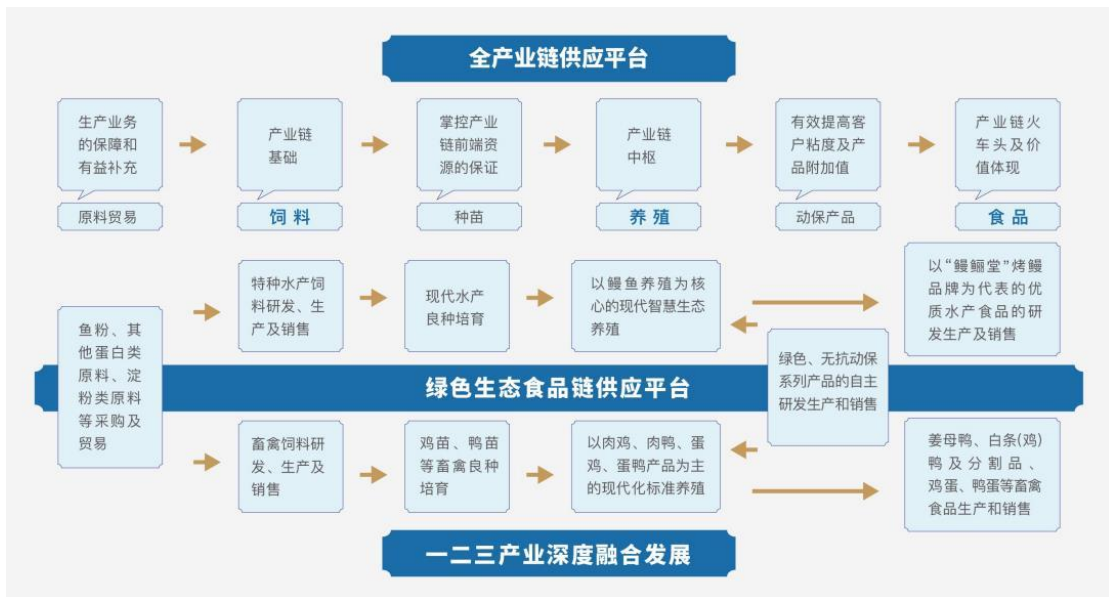 全产业链供应平台
生产业务
的保障和
有益补充
原料贸易
产业链
基础
饲料
掌控产业
链前端资
源的保证
种苗
产业链
中枢
养殖
有效提高客
户粘度及产
品附加值
动保产品
产业链火
车头及价
值体现
食品
鱼粉、其
他蛋白类
原料、淀
粉类原料
等采购及
贸易
特种水产饲
料研发、生
产及销售
现代水产
良种培育
以鳗鱼养殖为核
心的现代智慧生态
养殖
以“鳗鲡堂”烤鳗
品牌为代表的优
质水产食品的研
发生产及销售
绿色生态食品链供应平台
绿色、无抗动保
系列产品的自主
研发生产和销售
畜禽饲料研
发、生产及
销售
鸡苗、鸭苗
等畜禽良种
培育
以肉鸡、肉鸭、蛋
鸡、蛋鸭产品为主
的现代化标准养殖
姜母鸭、白条(鸡)
鸭及分割品、
鸡蛋、鸭蛋等畜禽
食品生产和销售
一二三产业深度融合发展